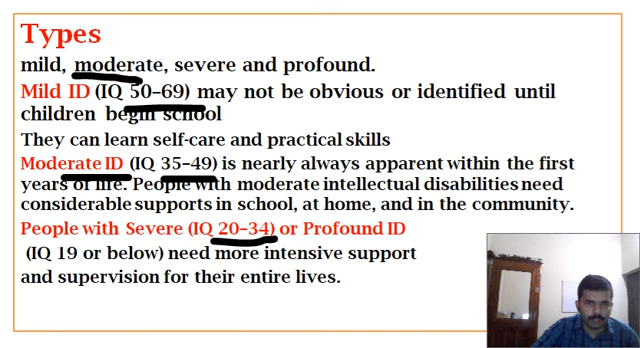 Types
mild, moderate, severe and profound.
Mild ID (IQ 50–69) may not be obvious or identified until
children begin school
They can learn self-care and practical skills
Moderate ID (IQ 35–49) is nearly always apparent within the first
years of life. People with moderate intellectual disabilities need
considerable supports in school, at home, and in the community.
People with Severe (IQ 20–34) or Profound ID
(IQ 19 or below) need more intensive support
and supervision for their entire lives.